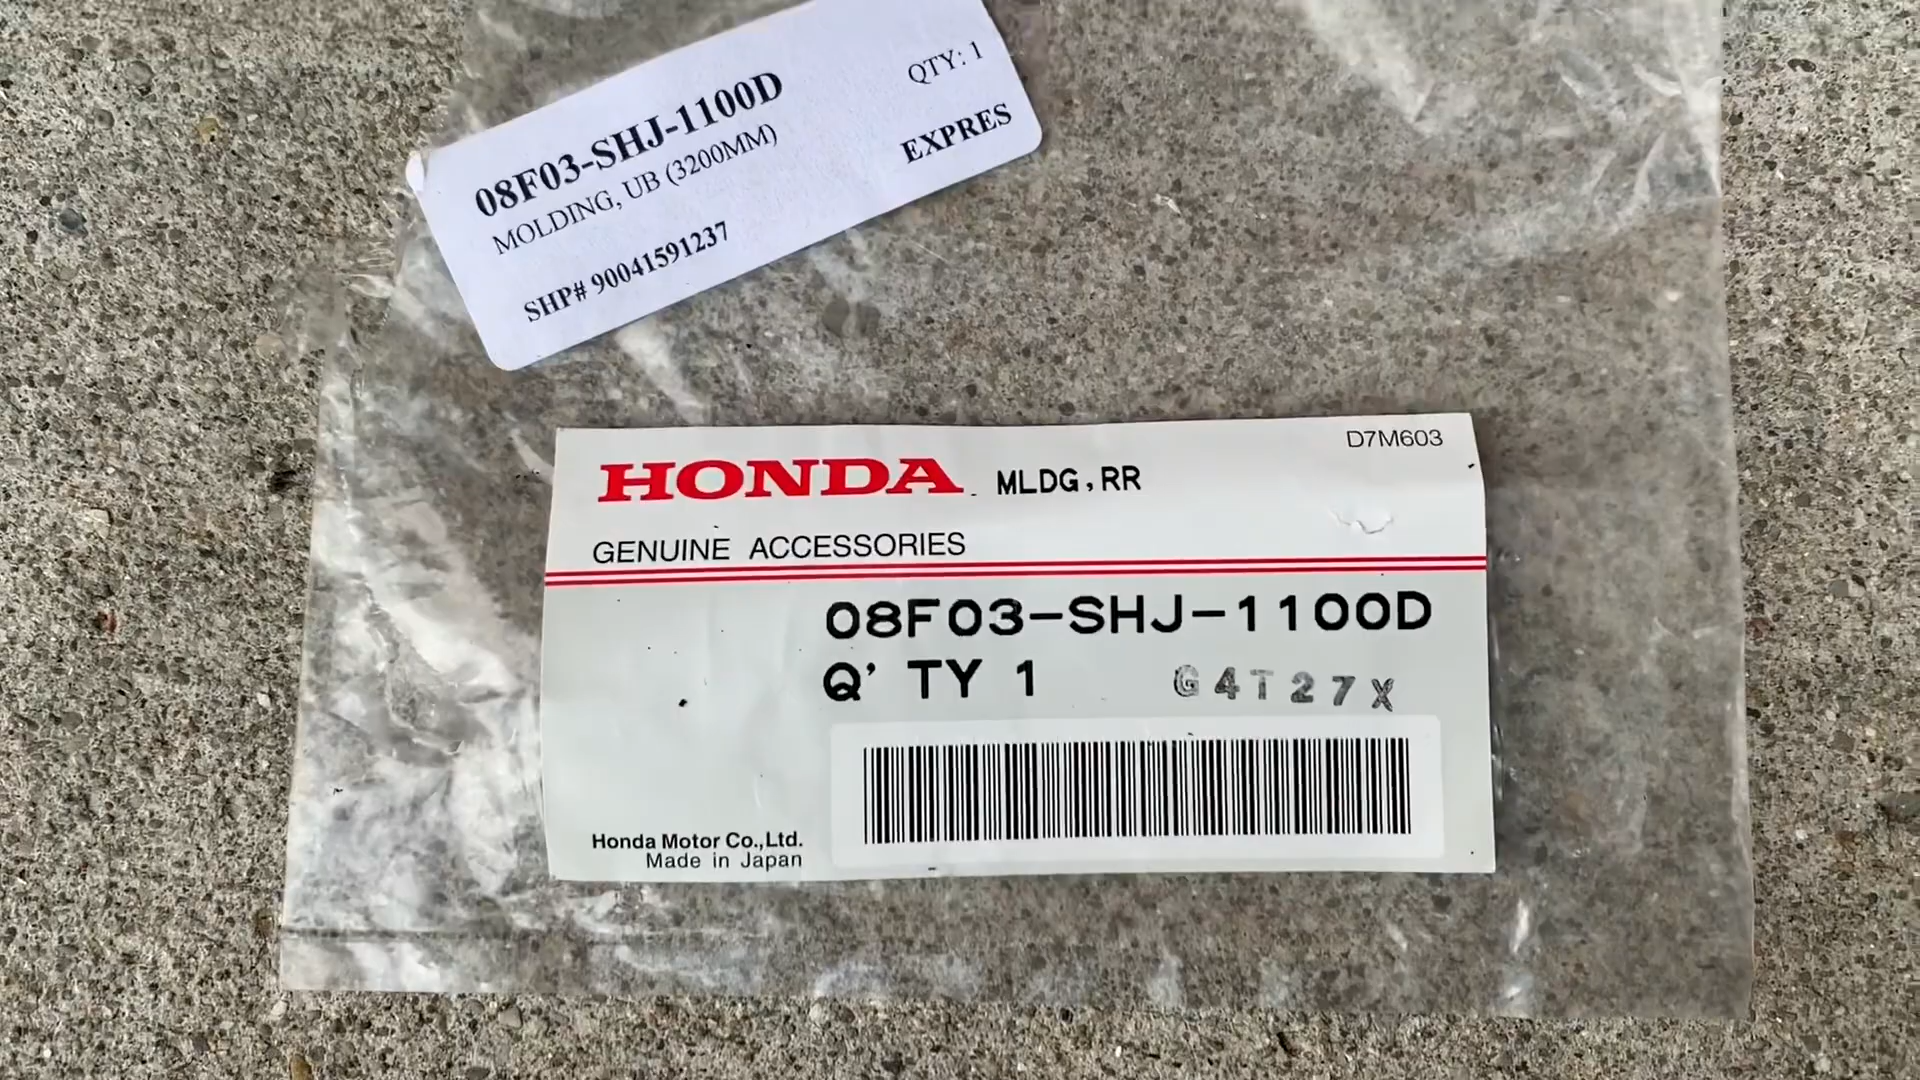 08F03-SHJ-1100D QTY: 1
MOLDING, UB (3200MM) EXPRES
SHP# 90041591237
D7M603
HONDA MLDG,RR
GENUINE ACCESSORIES
08F03-SHJ-1100D
Q' TY 1 G4T27X
Honda Motor Co.,Ltd.
Made in Japan